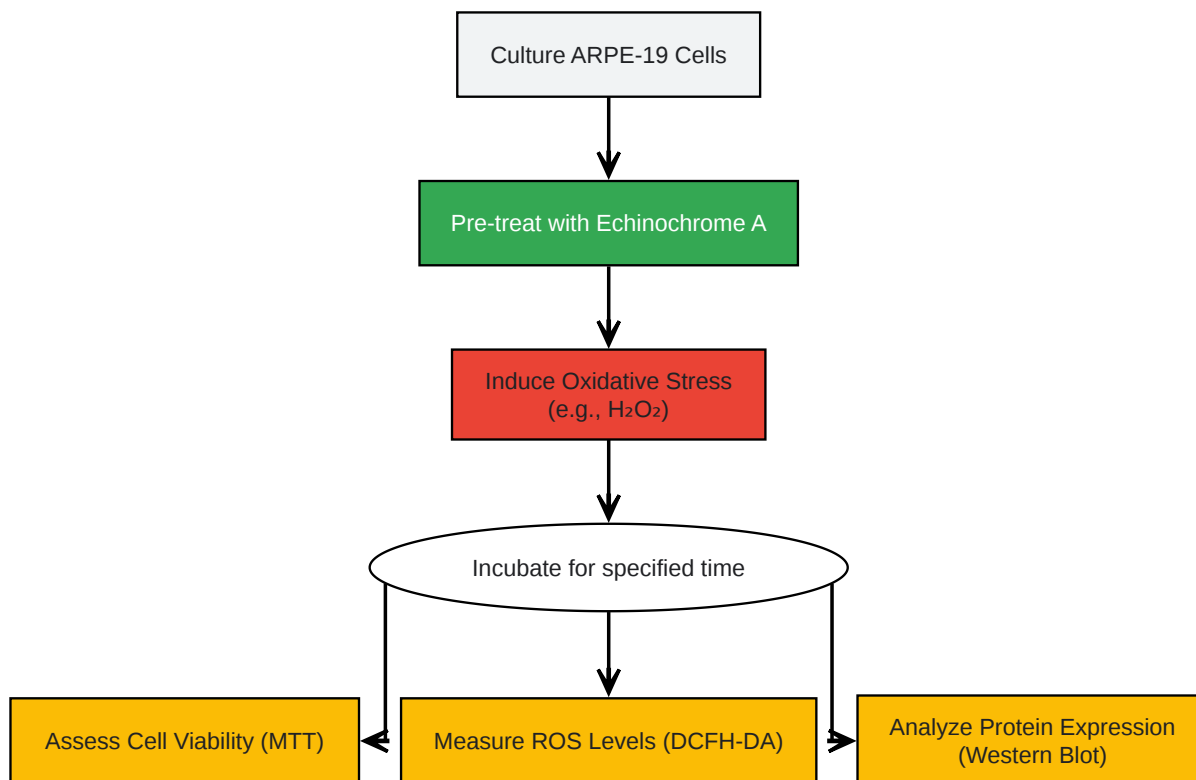 Culture ARPE-19 Cells
Pre-treat with Echinochrome A
Induce Oxidative Stress
(e.g., H₂O₂)
Incubate for specified time
Assess Cell Viability (MTT)
Measure ROS Levels (DCFH-DA)
Analyze Protein Expression
(Western Blot)